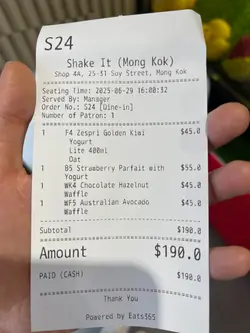 S24
Shake It (Mong Kok)
Shop 4A, 25-31 Soy Street, Mong Kok
Seating Time: 2025-06-29 16:08:32
Served By: Manager
Order No.: S24 [Dine-in]
Number of Patron: 1
1 F4 Zespri Golden Kiwi $45.0
Yogurt
Lite 400ml
Oat
1 B5 Strawberry Parfait with $55.0
Yogurt
1 WK4 Chocolate Hazelnut $45.0
Waffle
1 WF5 Australian Avocado $45.0
Waffle
Subtotal $190.0
Amount $190.0
PAID (CASH) $190.0
Thank You
Powered by Eats365